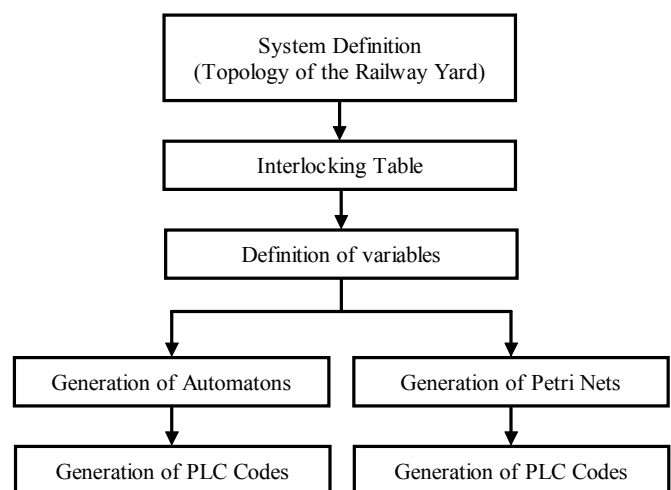 System Definition
(Topology of the Railway Yard)
Interlocking Table
Definition of variables
Generation of Automatons
Generation of Petri Nets
Generation of PLC Codes
Generation of PLC Codes